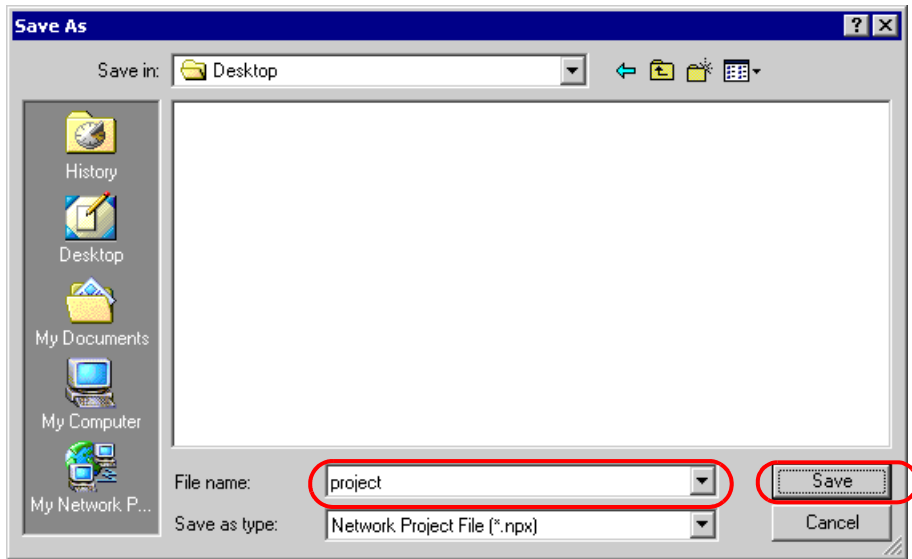 Save As
Save in: Desktop
History
Desktop
My Documents
My Computer
My Network P...
File name: project
Save
Save as type: Network Project File (*.npx)
Cancel